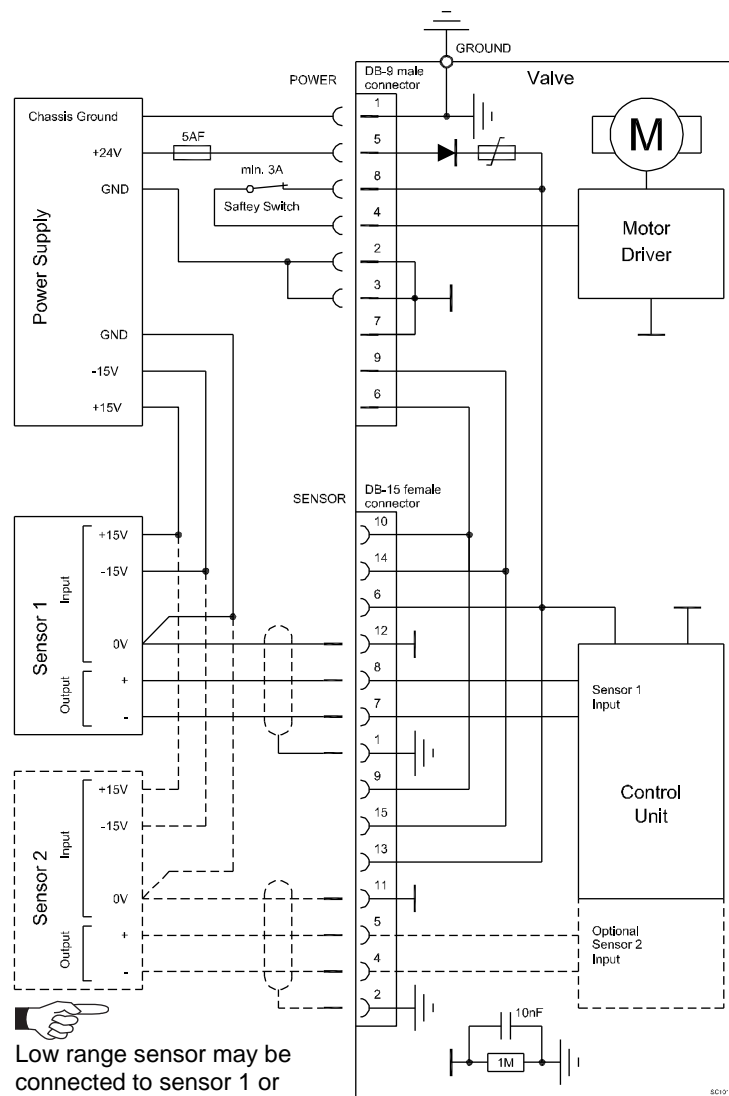 GROUND
DB-9 male
connector
POWER
Valve
Chassis Ground
1
M
+24V
5AF
5
min. 3A
GND
8
Saftey Switch
4
Motor
Driver
2
Power Supply
3
7
GND
9
-15V
6
+15V
SENSOR
DB-15 female
connector
10
+15V
14
-15V
Input
6
Sensor 1
12
0V
8
+
Sensor 1
Input
Output
7
-
1
9
+15V
Control
Unit
15
-15V
Input
13
Sensor 2
11
0V
5
+
Optional
Sensor 2
Input
Output
4
-
2
10nF
1M
Low range sensor may be
connected to sensor 1 or